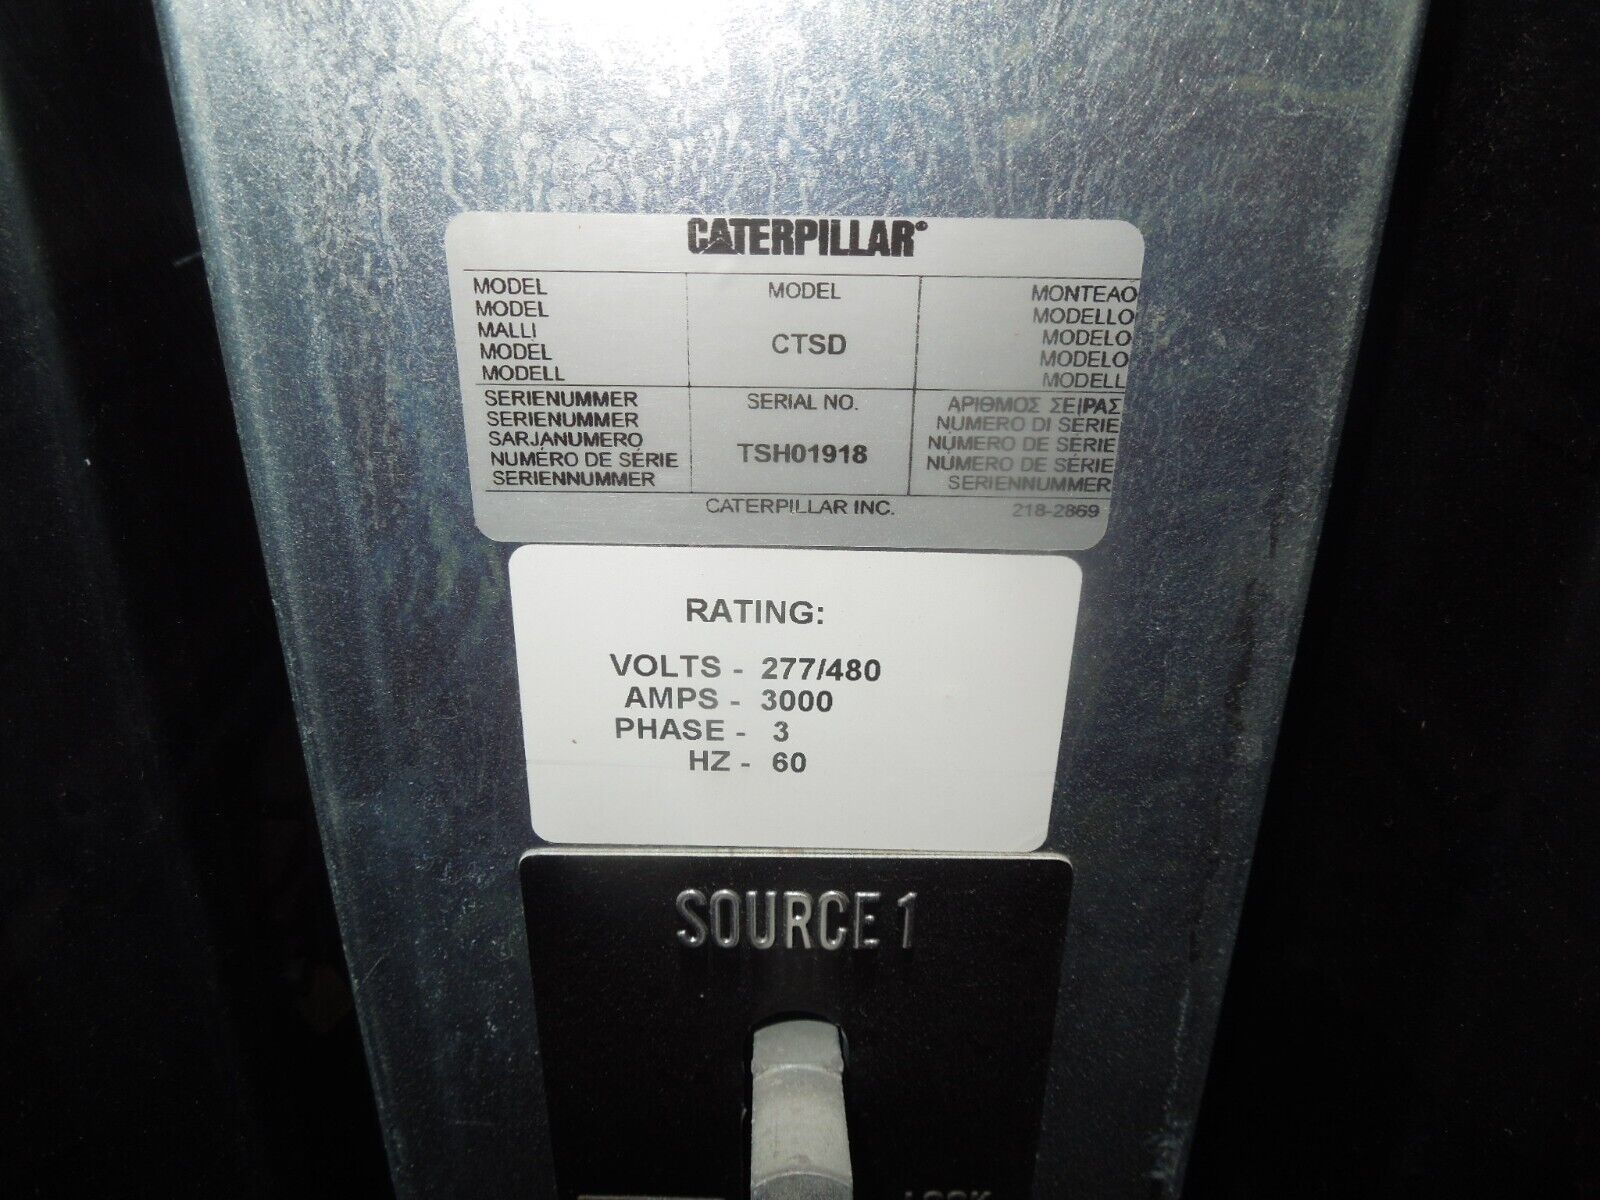 CATERPILLAR®
MODEL
MODEL
MALLI
MODEL
MODELL
MODEL
CTSD
ΜΟΝΤΕΑΟ
MODELLO
MODELO
MODELO
MODELL
SERIENUMMER
SERIENUMMER
SARJANUMERO
NUMÉRO DE SÉRIE
SERIENNUMMER
SERIAL NO.
TSH01918
ΑΡΙΘΜΟΣ ΣΕΙΡΑΣ
NUMERO DI SERIE
NÚMERO DE SÉRIE
NÚMERO DE SÉRIE
SERIENNUMMER
CATERPILLAR INC.
218-2869
RATING:
VOLTS - 277/480
AMPS - 3000
PHASE - 3
HZ - 60
SOURCE 1